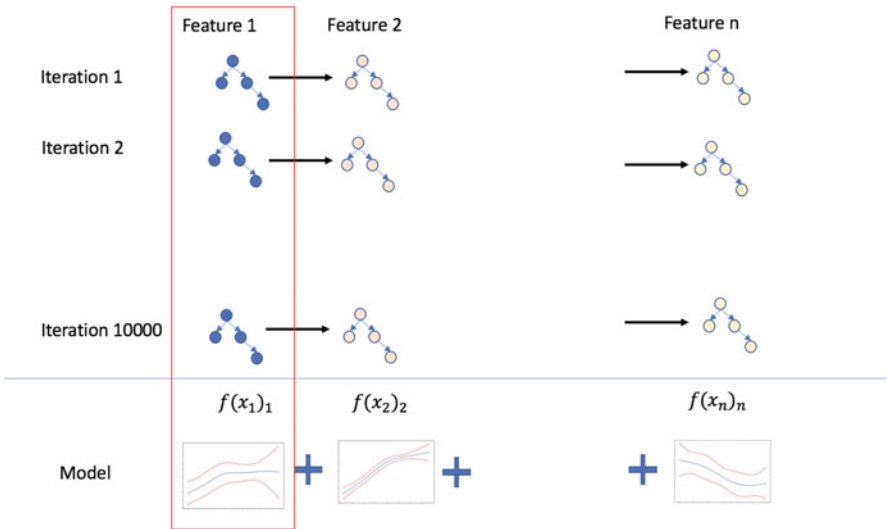 Feature 1 Feature 2 Feature n
Iteration 1
Iteration 2
Iteration 10000
f(x₁)₁ f(x₂)₂ f(xₙ)ₙ
Model + + +